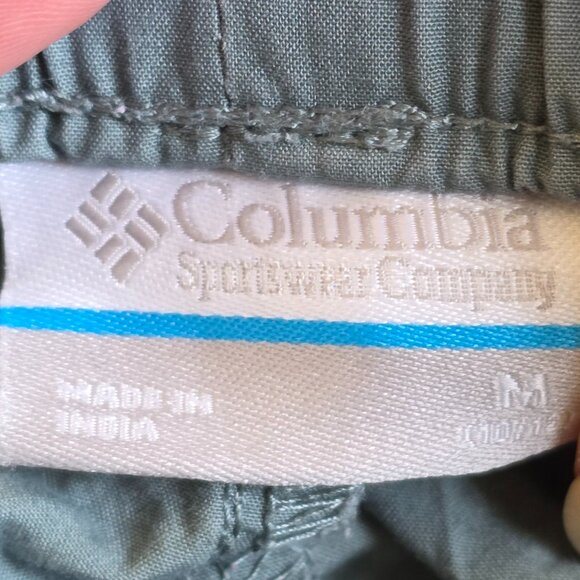 Columbia
Sportswear Company
MADE IN
INDIA
M